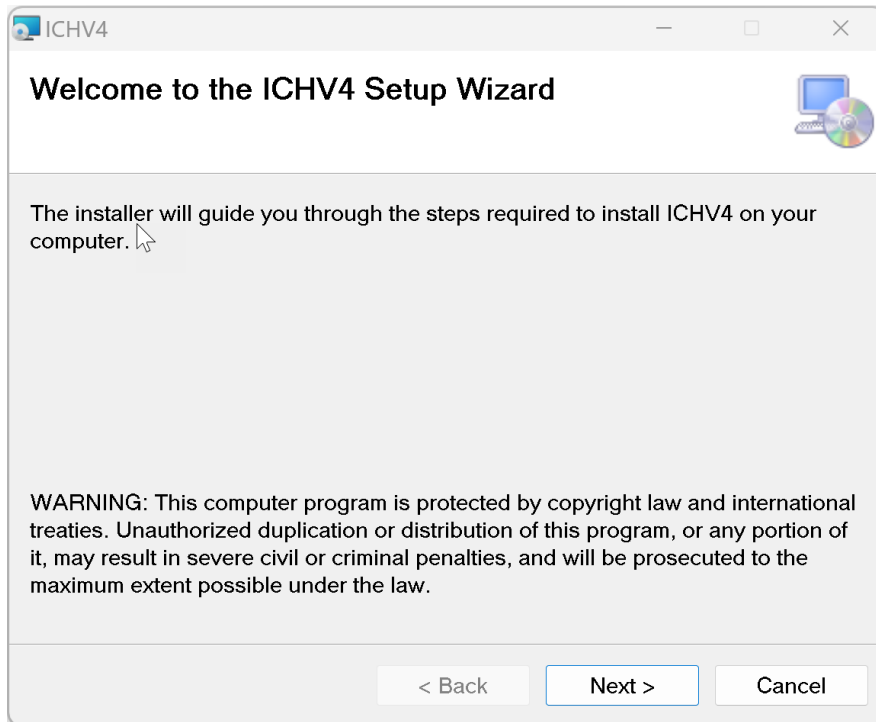 ICHV4
Welcome to the ICHV4 Setup Wizard
The installer will guide you through the steps required to install ICHV4 on your
computer.
WARNING: This computer program is protected by copyright law and international
treaties. Unauthorized duplication or distribution of this program, or any portion of
it, may result in severe civil or criminal penalties, and will be prosecuted to the
maximum extent possible under the law.
< Back
Next >
Cancel